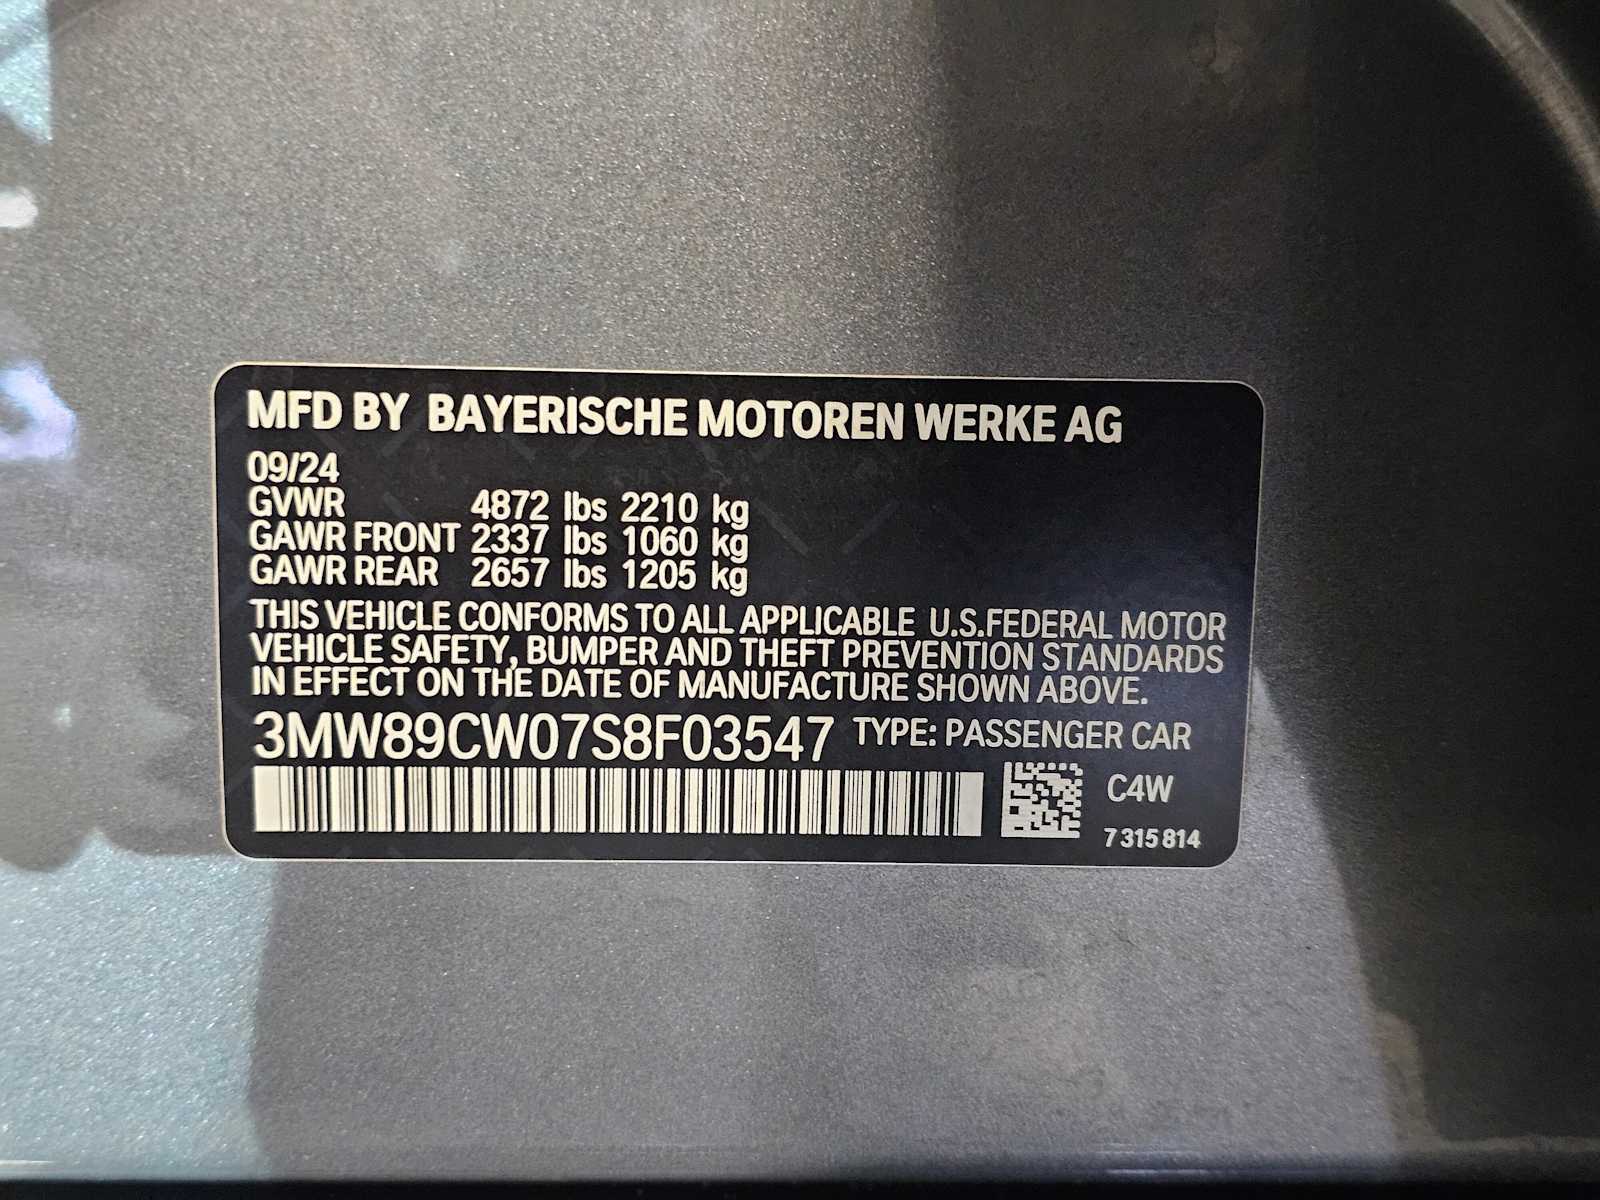 MFD BY BAYERISCHE MOTOREN WERKE AG
09/24
GVWR 4872 lbs 2210 kg
GAWR FRONT 2337 lbs 1060 kg
GAWR REAR 2657 lbs 1205 kg
THIS VEHICLE CONFORMS TO ALL APPLICABLE U.S.FEDERAL MOTOR
VEHICLE SAFETY, BUMPER AND THEFT PREVENTION STANDARDS
IN EFFECT ON THE DATE OF MANUFACTURE SHOWN ABOVE.
3MW89CW07S8F03547 TYPE: PASSENGER CAR
C4W
7 315 814